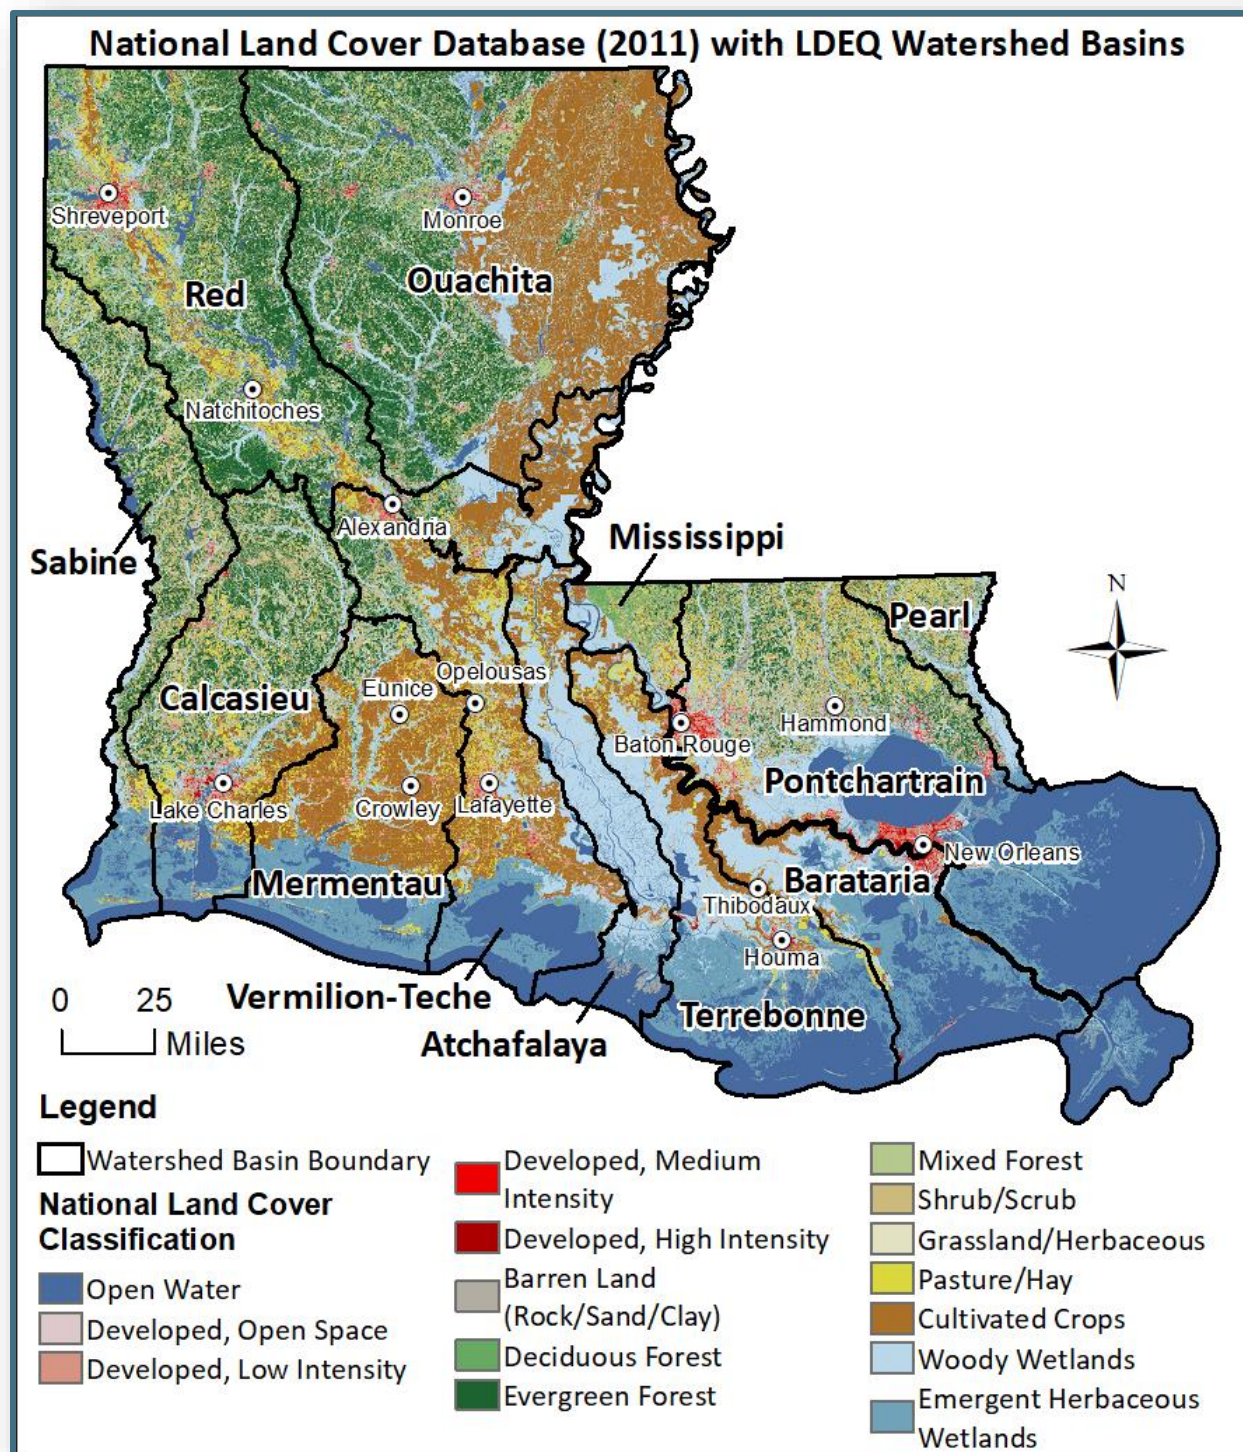 National Land Cover Database (2011) with LDEQ Watershed Basins
Shreveport
Monroe
Red
Ouachita
Natchitoches
Alexandria
Mississippi
Sabine
N
Pearl
Opelousas
Eunice
Calcasieu
Hammond
Baton Rouge
Pontchartrain
Lake Charles
Crowley
Lafayette
New Orleans
Mermentau
Barataria
Thibodaux
Houma
0 25
Miles
Vermilion-Teche
Terrebonne
Atchafalaya
Legend
Watershed Basin Boundary
National Land Cover
Classification
Open Water
Developed, Open Space
Developed, Low Intensity
Developed, Medium
Intensity
Developed, High Intensity
Barren Land
(Rock/Sand/Clay)
Deciduous Forest
Evergreen Forest
Mixed Forest
Shrub/Scrub
Grassland/Herbaceous
Pasture/Hay
Cultivated Crops
Woody Wetlands
Emergent Herbaceous
Wetlands